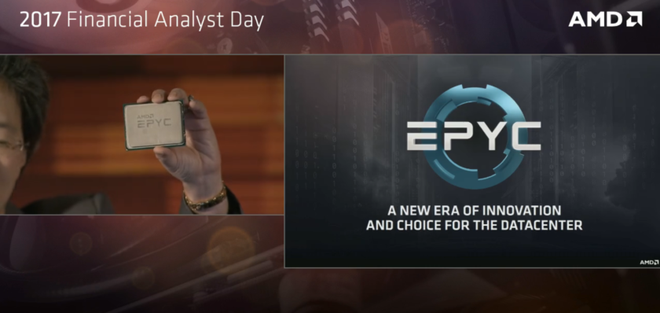 2017 Financial Analyst Day
AMD
AMD
EPYC
EPYC
A NEW ERA OF INNOVATION
AND CHOICE FOR THE DATACENTER
AMD